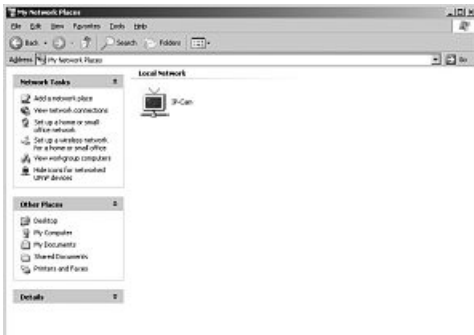 My Network Places
File Edit View Favorites Tools Help
Back Search Folders
Address My Network Places Go
Network Tasks
Add a network place
View network connections
Set up a home or small
office network
Set up a wireless network
for a home or small office
View workgroup computers
Hide icons for networked
UPnP devices
Other Places
Desktop
My Computer
My Documents
Shared Documents
Printers and Faxes
Details
Local Network
IP-Cam